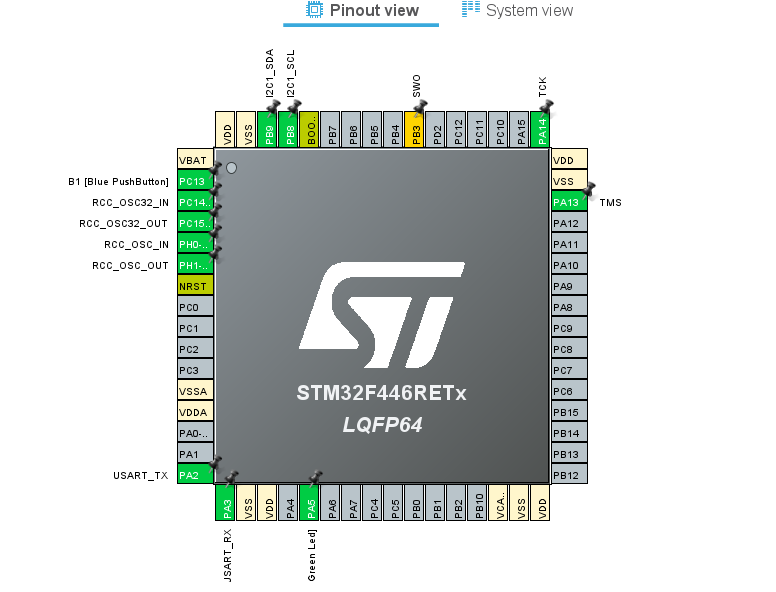 Pinout view
System view
I2C1_SDA
I2C1_SCL
SWO
TCK
VDD
VSS
PB9
PB8
BOO..
PB7
PB6
PB5
PB4
PB3
PD2
PC12
PC11
PC10
PA15
PA14
VBAT
B1 [Blue PushButton] PC13
RCC_OSC32_IN PC14..
RCC_OSC32_OUT PC15..
RCC_OSC_IN PH0-..
RCC_OSC_OUT PH1-..
NRST
PC0
PC1
PC2
PC3
VSSA
VDDA
PA0-..
PA1
USART_TX PA2
VDD
VSS
PA13 TMS
PA12
PA11
PA10
PA9
PA8
PC9
PC8
PC7
PC6
PB15
PB14
PB13
PB12
ST
STM32F446RETx
LQFP64
PA3
VSS
VDD
PA4
PA5
PA6
PA7
PC4
PC5
PB0
PB1
PB2
PB10
VCA..
VSS
VDD
JSART_RX
Green Led]